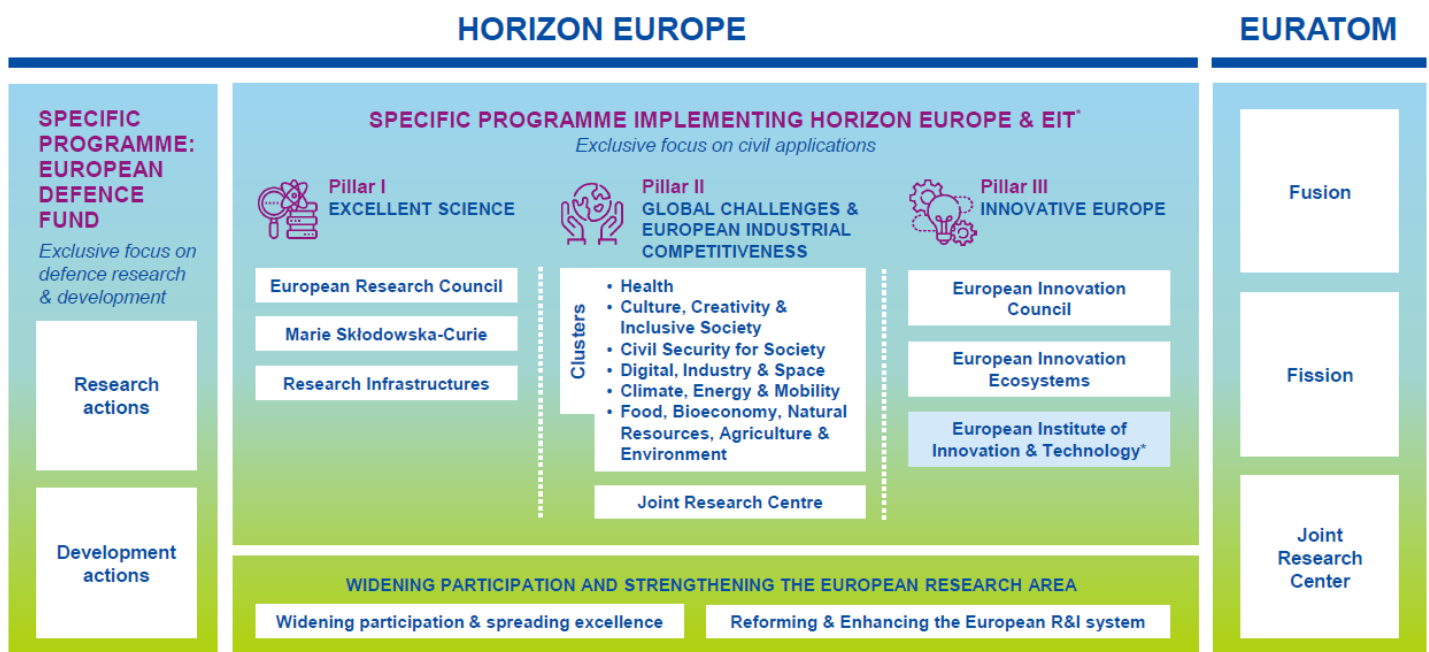 HORIZON EUROPE
EURATOM
SPECIFIC
PROGRAMME:
EUROPEAN
DEFENCE
FUND
Exclusive focus on
defence research
& development
Research
actions
Development
actions
SPECIFIC PROGRAMME IMPLEMENTING HORIZON EUROPE & EIT*
Exclusive focus on civil applications
Pillar I
EXCELLENT SCIENCE
European Research Council
Marie Skłodowska-Curie
Research Infrastructures
Pillar II
GLOBAL CHALLENGES &
EUROPEAN INDUSTRIAL
COMPETITIVENESS
Clusters
• Health
• Culture, Creativity &
Inclusive Society
• Civil Security for Society
• Digital, Industry & Space
• Climate, Energy & Mobility
• Food, Bioeconomy, Natural
Resources, Agriculture &
Environment
Joint Research Centre
Pillar III
INNOVATIVE EUROPE
European Innovation
Council
European Innovation
Ecosystems
European Institute of
Innovation & Technology*
WIDENING PARTICIPATION AND STRENGTHENING THE EUROPEAN RESEARCH AREA
Widening participation & spreading excellence
Reforming & Enhancing the European R&I system
Fusion
Fission
Joint
Research
Center